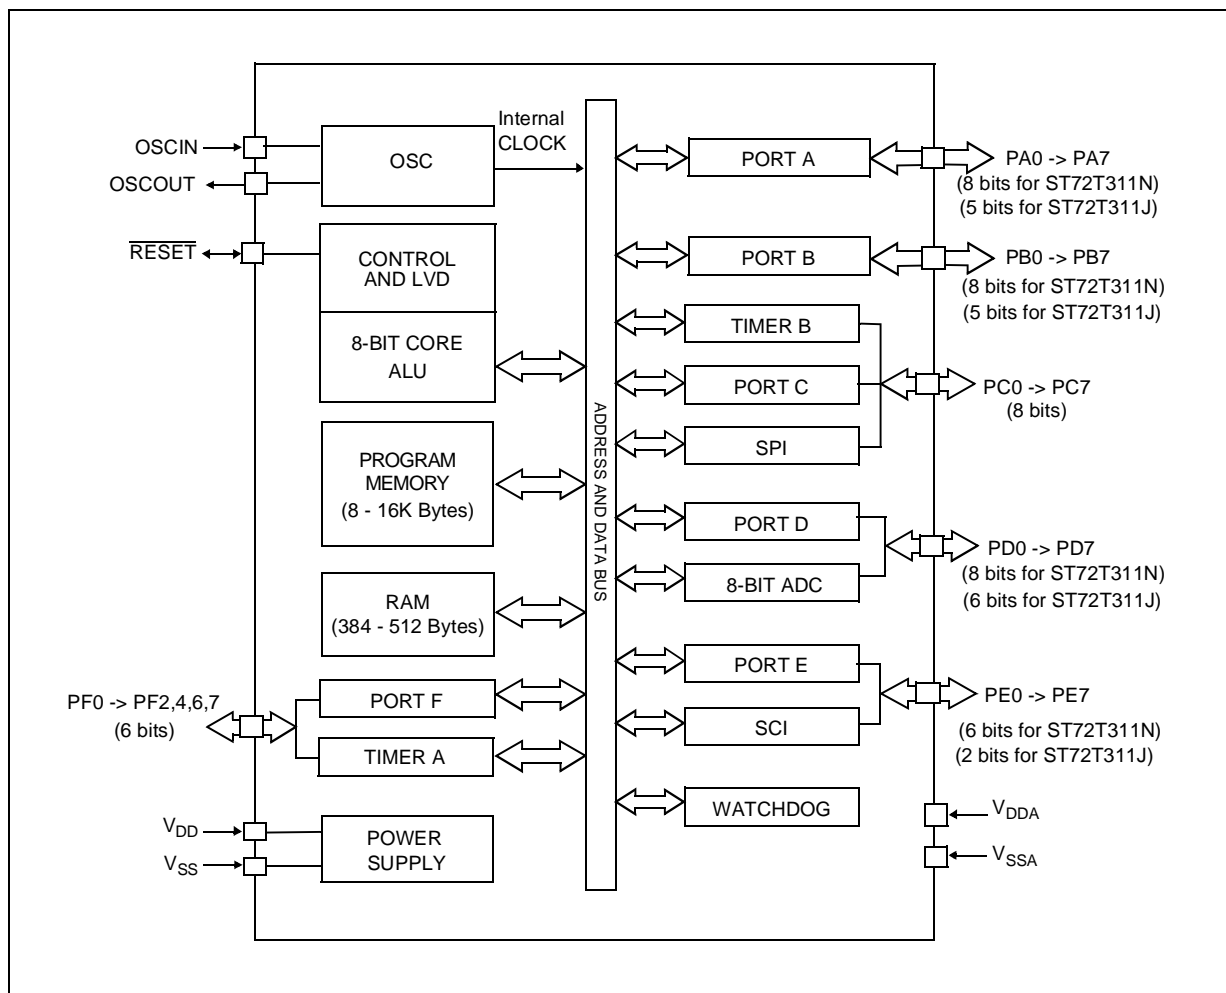 OSCIN
OSCOUT
RESET
OSC
Internal
CLOCK
CONTROL
AND LVD
8-BIT CORE
ALU
PROGRAM
MEMORY
(8 - 16K Bytes)
RAM
(384 - 512 Bytes)
PF0 -> PF2,4,6,7
(6 bits)
PORT F
TIMER A
VDD
VSS
POWER
SUPPLY
ADDRESS AND DATA BUS
PORT A
PA0 -> PA7
(8 bits for ST72T311N)
(5 bits for ST72T311J)
PORT B
PB0 -> PB7
(8 bits for ST72T311N)
(5 bits for ST72T311J)
TIMER B
PORT C
SPI
PC0 -> PC7
(8 bits)
PORT D
8-BIT ADC
PD0 -> PD7
(8 bits for ST72T311N)
(6 bits for ST72T311J)
PORT E
SCI
PE0 -> PE7
(6 bits for ST72T311N)
(2 bits for ST72T311J)
WATCHDOG
VDDA
VSSA